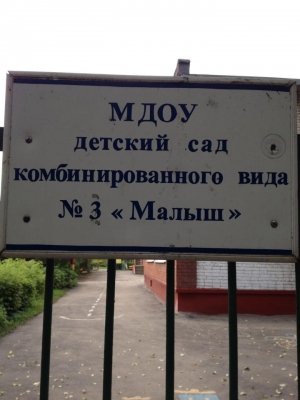 МДОУ
детский сад
комбинированного вида
№ 3 « Малыш »